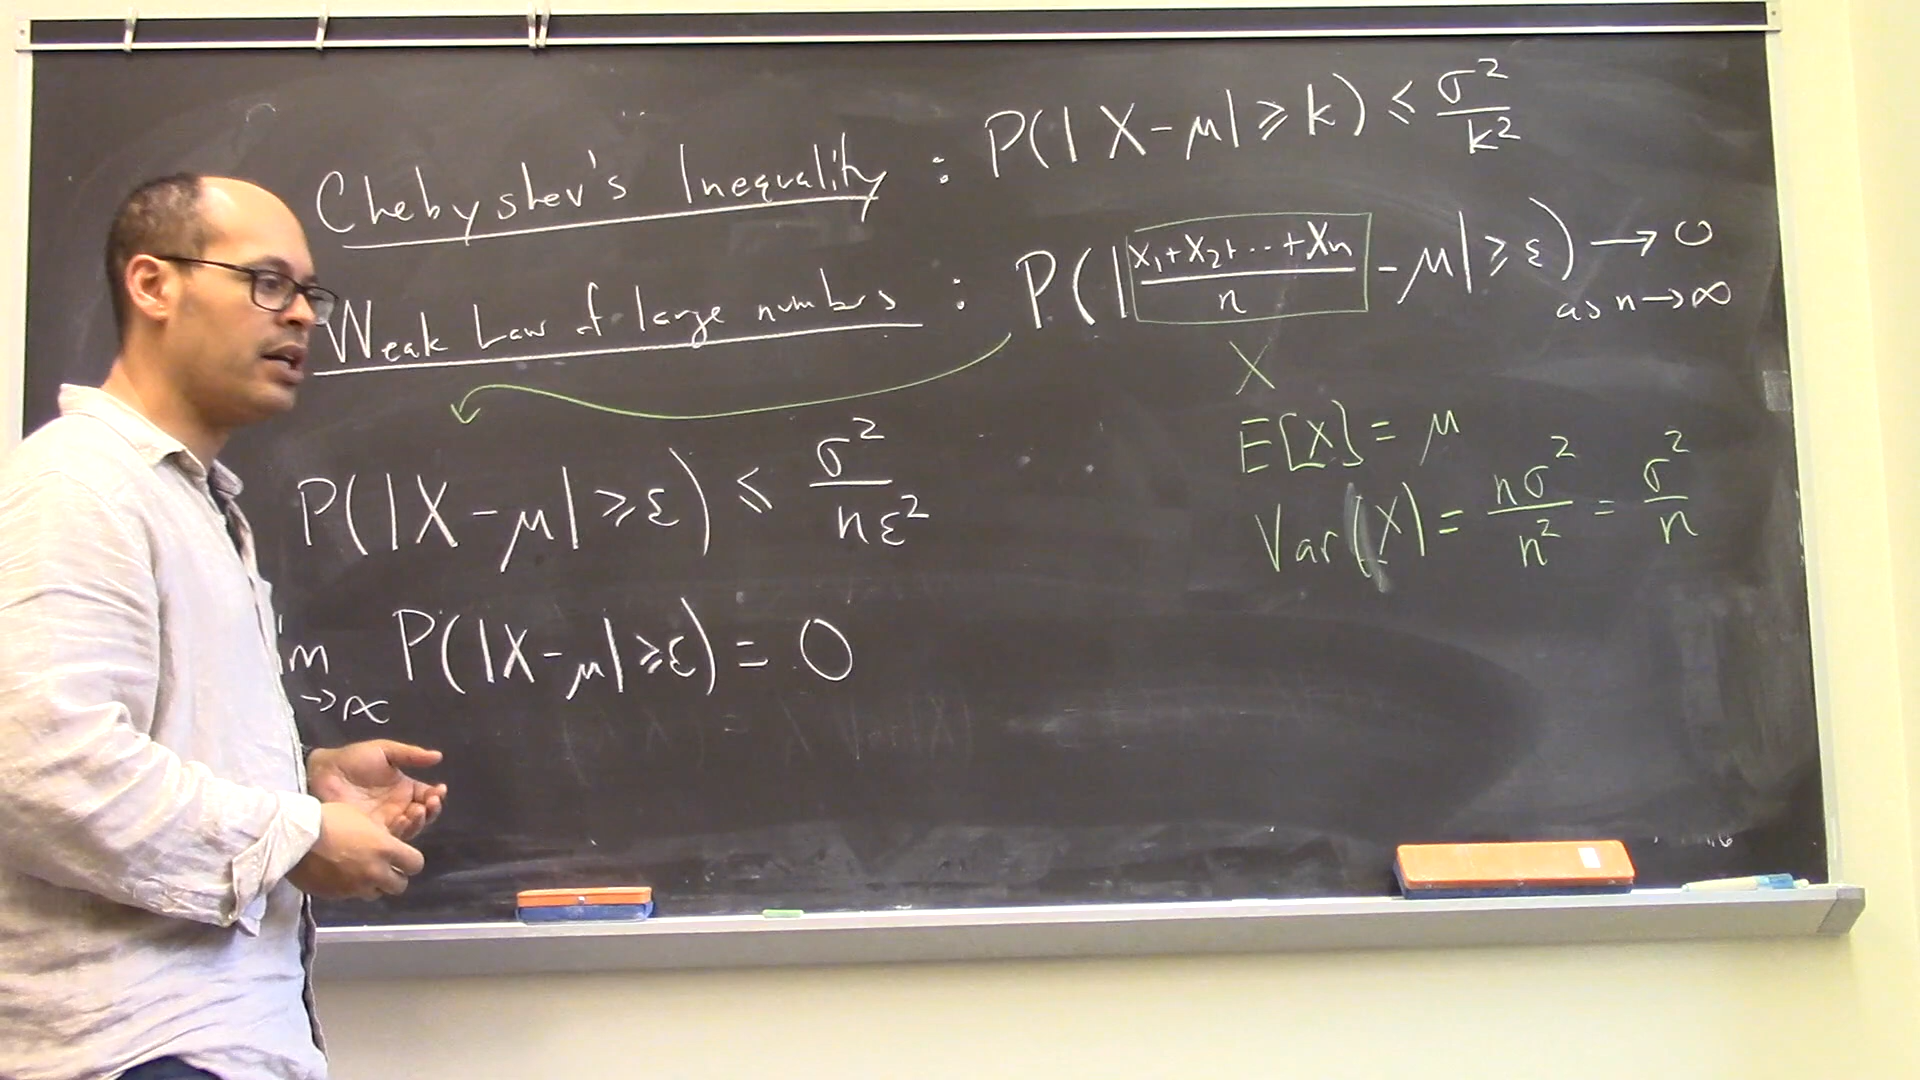 Chebyshev's Inequality : P(|X-μ| ⩾ k) ⩽ σ²/k²
Weak Law of large numbers : P(|(X₁+X₂+···+Xₙ)/n - μ| ⩾ ε) → 0
as n → ∞
X
E[X] = μ
Var(X) = nσ²/n² = σ²/n
P(|X-μ| ⩾ ε) ⩽ σ²/nε²
im P(|X-μ| ⩾ ε) = 0
→ ∞